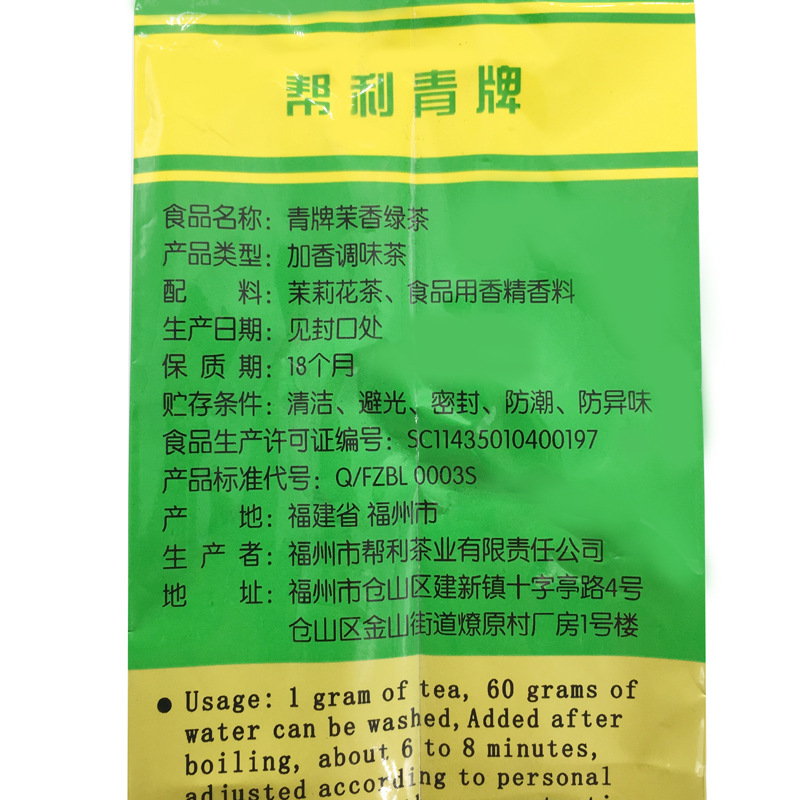 帮利青牌
食品名称：青牌茉香绿茶
产品类型：加香调味茶
配 料：茉莉花茶、食品用香精香料
生产日期：见封口处
保 质 期：18个月
贮存条件：清洁、避光、密封、防潮、防异味
食品生产许可证编号：SC11435010400197
产品标准代号：Q/FZBL 0003S
产 地：福建省 福州市
生 产 者：福州市帮利茶业有限责任公司
地 址：福州市仓山区建新镇十字亭路4号
仓山区金山街道燎原村厂房1号楼
● Usage: 1 gram of tea, 60 grams of
water can be washed, Added after
boiling, about 6 to 8 minutes,
adjusted according to personal